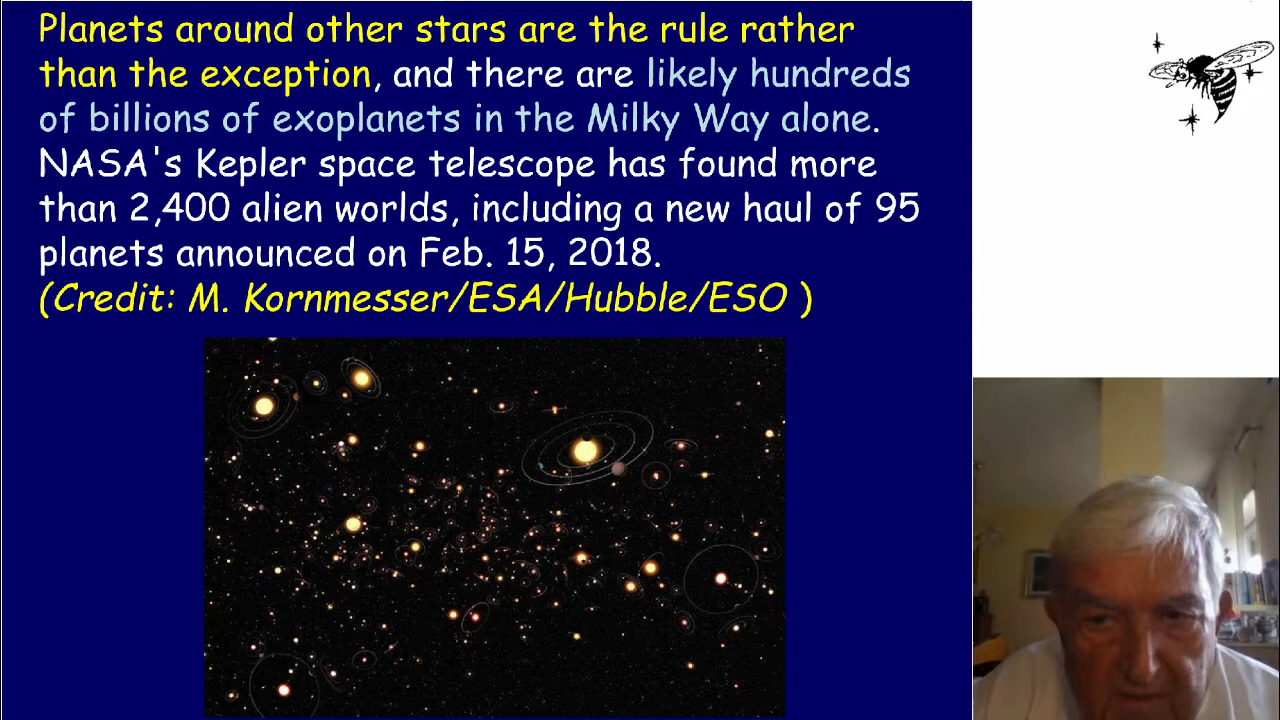 Planets around other stars are the rule rather
than the exception, and there are likely hundreds
of billions of exoplanets in the Milky Way alone.
NASA's Kepler space telescope has found more
than 2,400 alien worlds, including a new haul of 95
planets announced on Feb. 15, 2018.
(Credit: M. Kornmesser/ESA/Hubble/ESO )